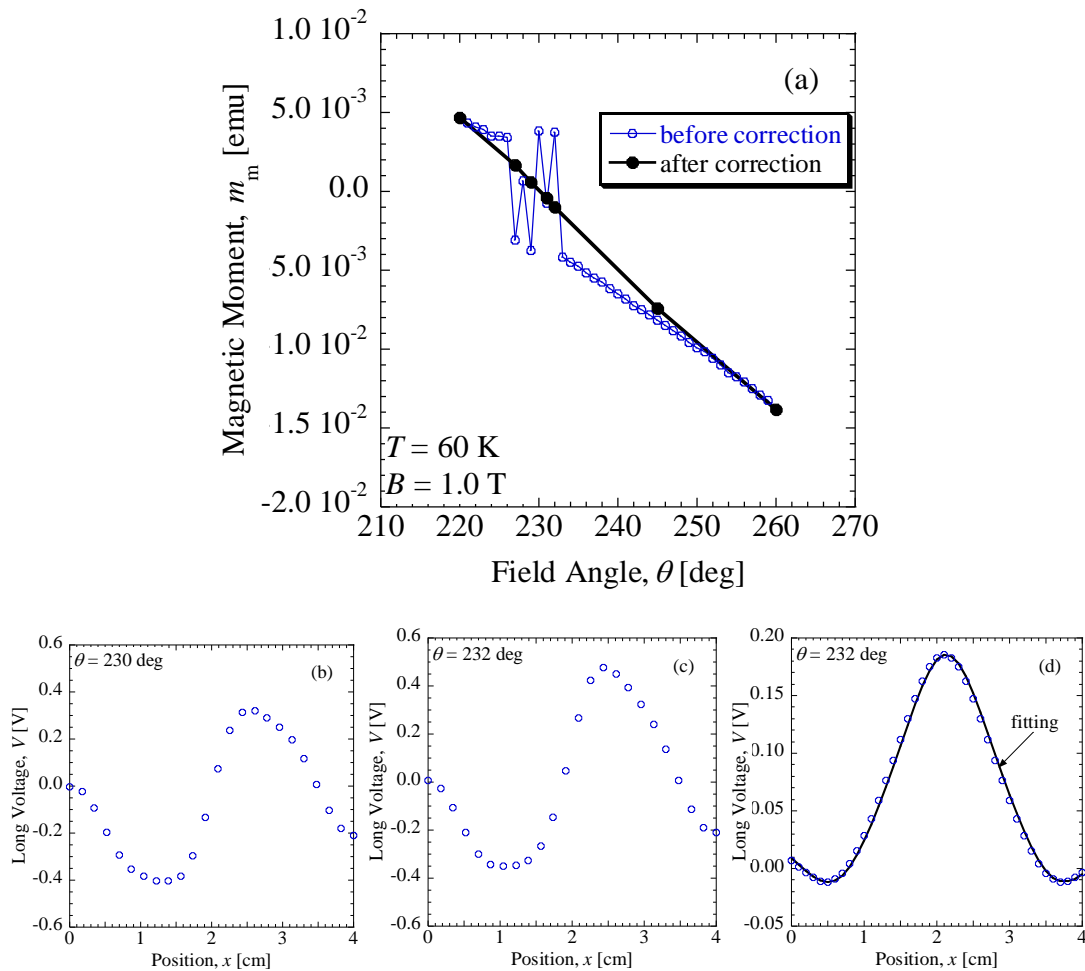 1.0 10-2
5.0 10-3
0.0
5.0 10-3
1.0 10-2
1.5 10-2
-2.0 10-2
Magnetic Moment, mm [emu]
(a)
before correction
after correction
T = 60 K
B = 1.0 T
210 220 230 240 250 260 270
Field Angle, θ [deg]
0.6
0.4
0.2
0.0
-0.2
-0.4
-0.6
Long Voltage, V [V]
θ = 230 deg
(b)
0 1 2 3 4
Position, x [cm]
0.6
0.4
0.2
0.0
-0.2
-0.4
-0.6
Long Voltage, V [V]
θ = 232 deg
(c)
0 1 2 3 4
Position, x [cm]
0.20
0.15
0.10
0.05
0.00
-0.05
Long Voltage, V [V]
θ = 232 deg
(d)
fitting
0 1 2 3 4
Position, x [cm]